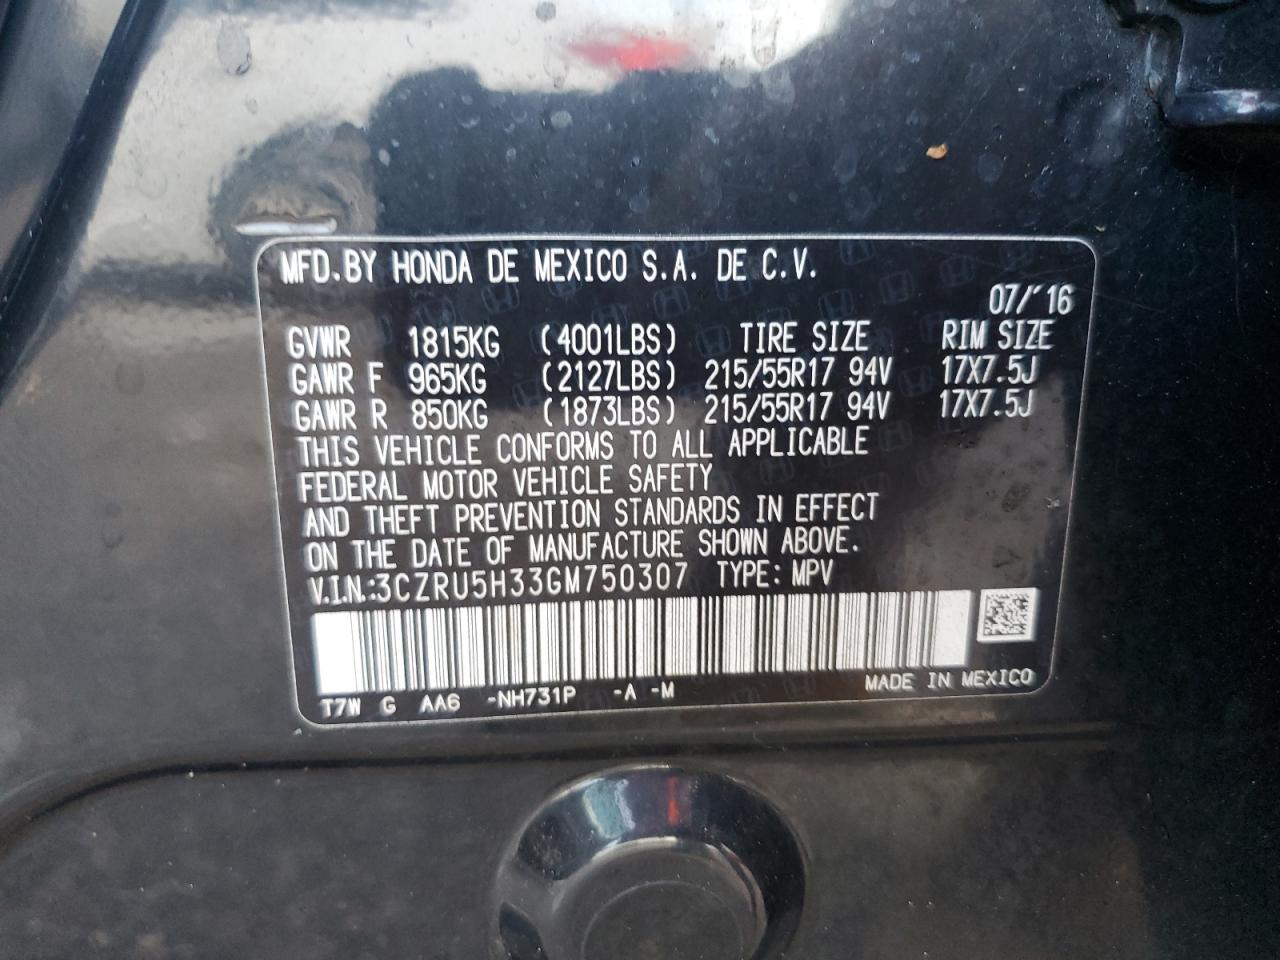 MFD.BY HONDA DE MEXICO S.A. DE C.V.
07/'16
GVWR 1815KG (4001LBS) TIRE SIZE RIM SIZE
GAWR F 965KG (2127LBS) 215/55R17 94V 17X7.5J
GAWR R 850KG (1873LBS) 215/55R17 94V 17X7.5J
THIS VEHICLE CONFORMS TO ALL APPLICABLE
FEDERAL MOTOR VEHICLE SAFETY
AND THEFT PREVENTION STANDARDS IN EFFECT
ON THE DATE OF MANUFACTURE SHOWN ABOVE.
V.I.N.:3CZRU5H33GM750307 TYPE: MPV
T7W G AA6 -NH731P -A -M MADE IN MEXICO